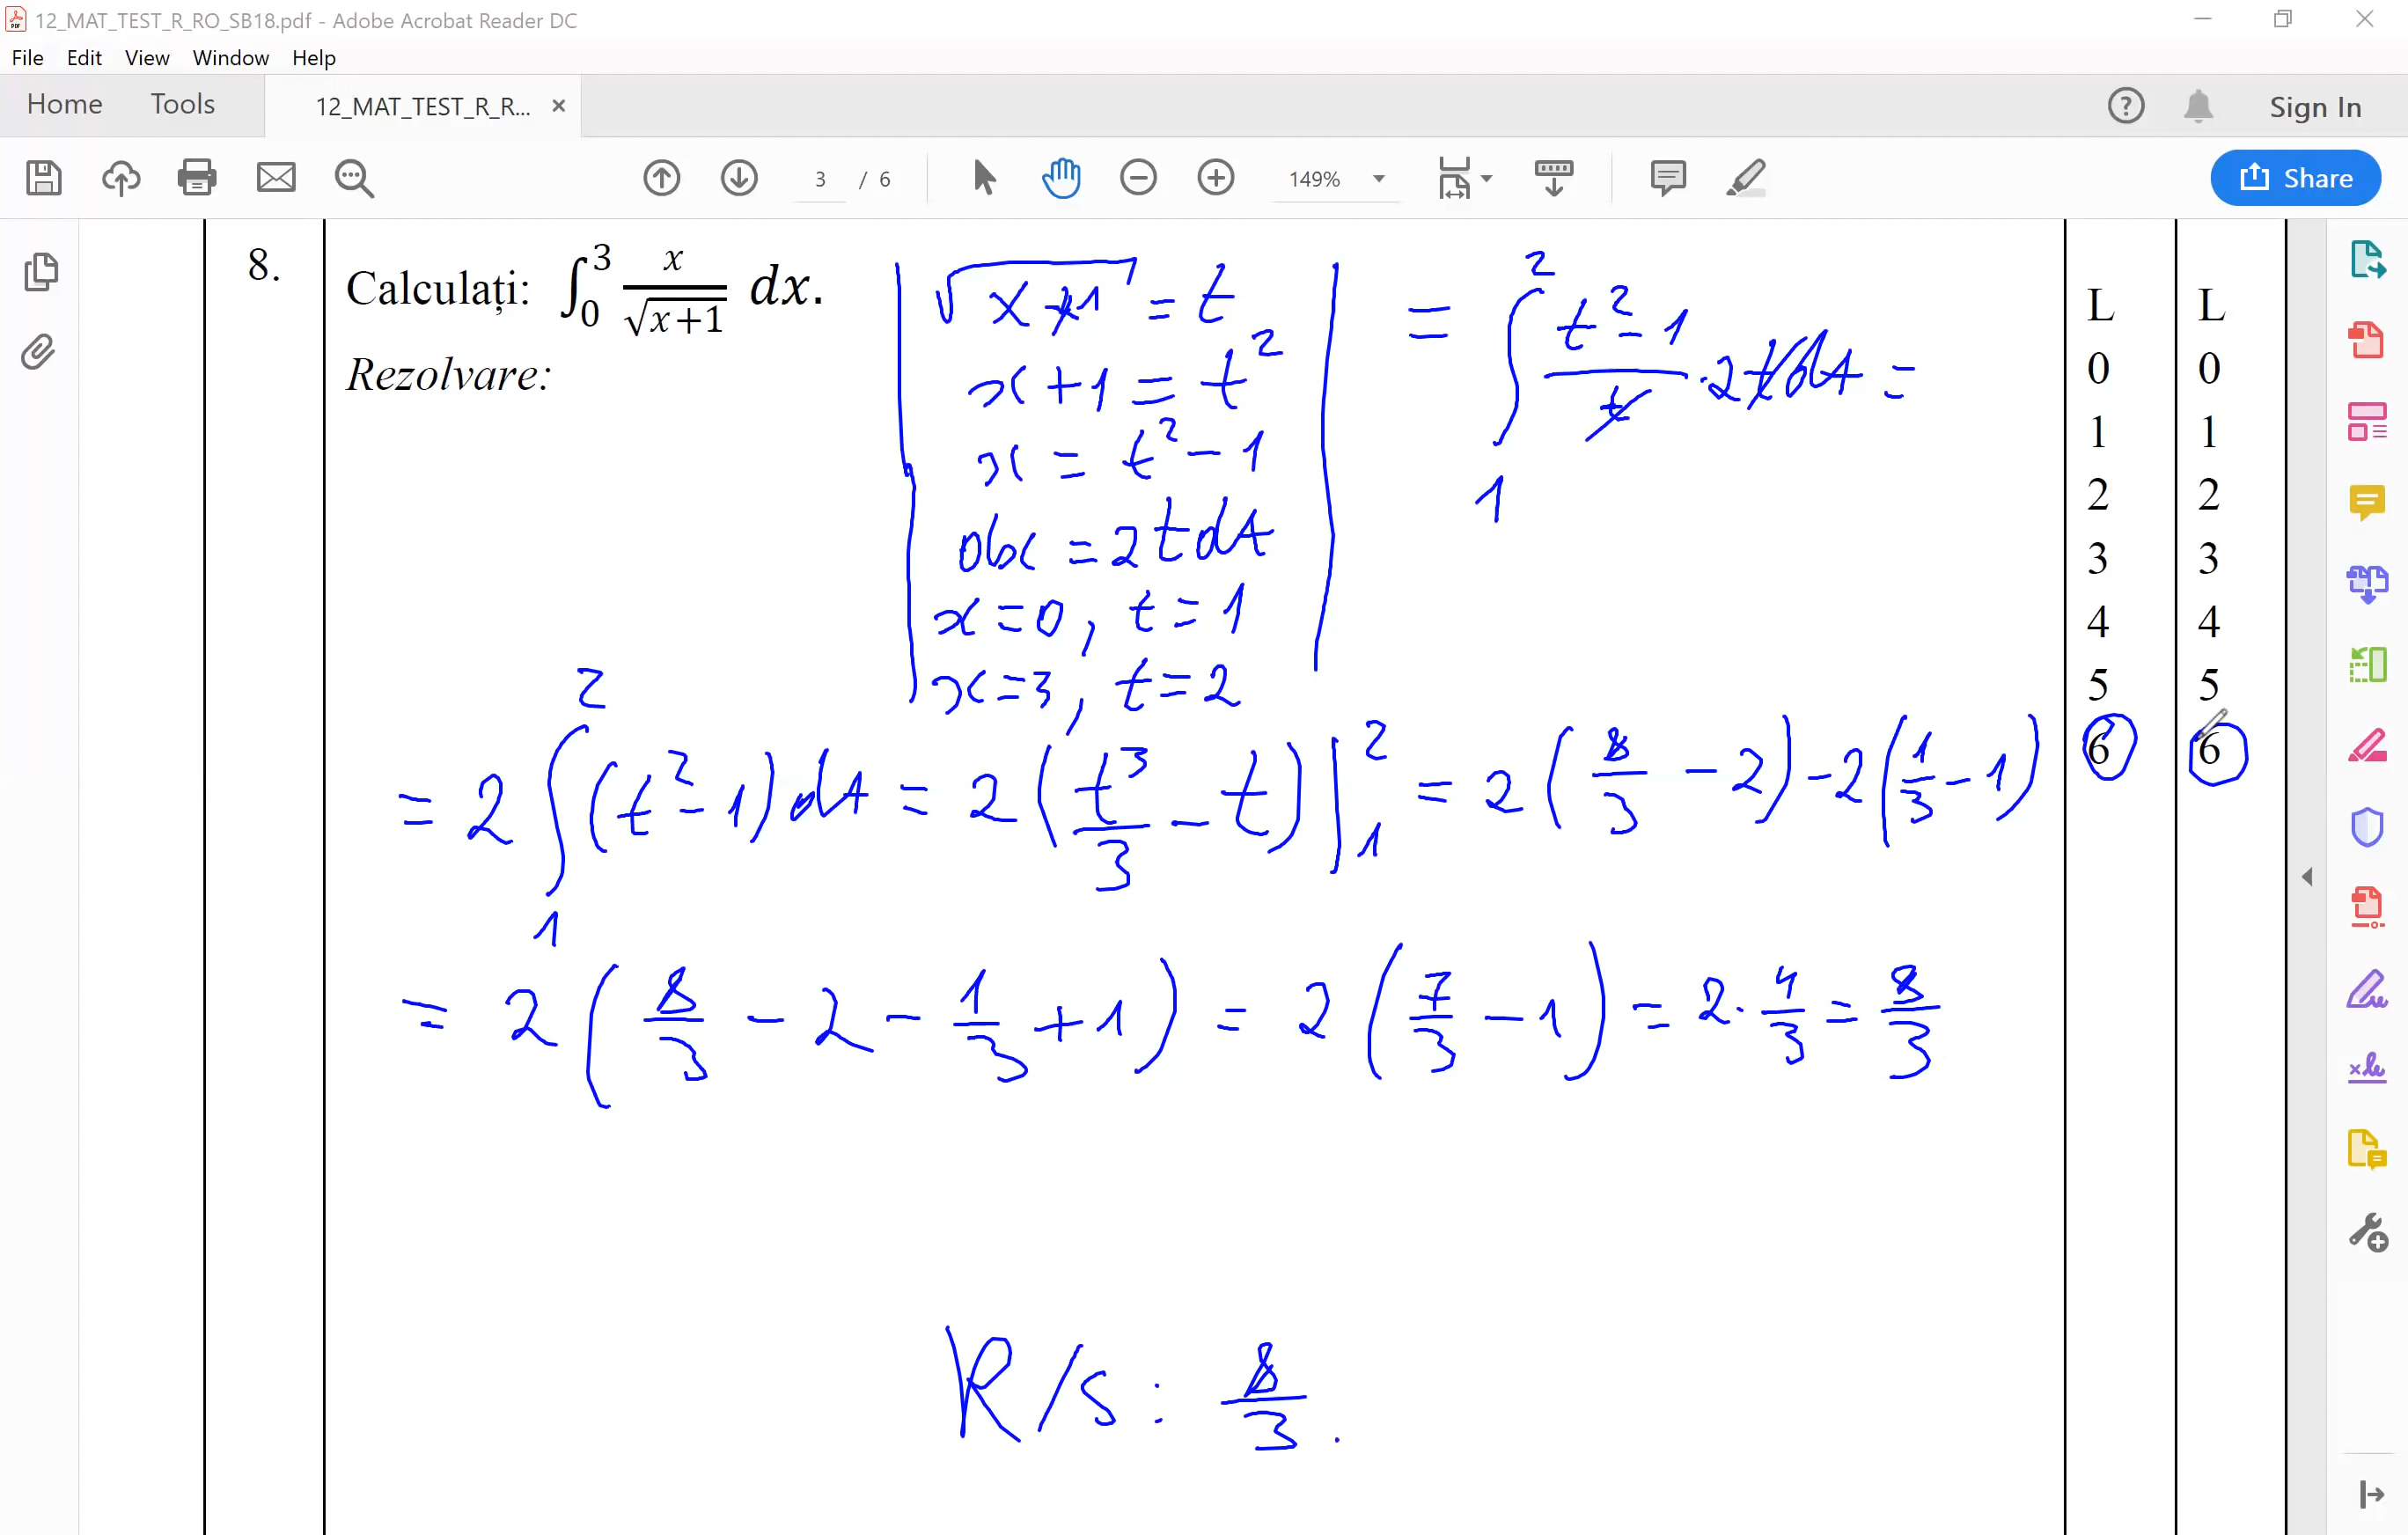 12_MAT_TEST_R_RO_SB18.pdf - Adobe Acrobat Reader DC
File Edit View Window Help
Home Tools 12_MAT_TEST_R_R... × Sign In
3 / 6 149% Share
8. Calculați: ∫₀³ x/√(x+1) dx.
Rezolvare:
√(x+1) = t
x + 1 = t²
x = t² - 1
dx = 2tdt
x = 0, t = 1
x = 3, t = 2
= ∫₁² (t² - 1)/t · 2tdt =
= 2 ∫₁² (t² - 1)dt = 2(t³/3 - t)|₁² = 2(8/3 - 2) - 2(1/3 - 1)
= 2(8/3 - 2 - 1/3 + 1) = 2(7/3 - 1) = 2 · 4/3 = 8/3
R/s: 8/3.
L L
0 0
1 1
2 2
3 3
4 4
5 5
6 6